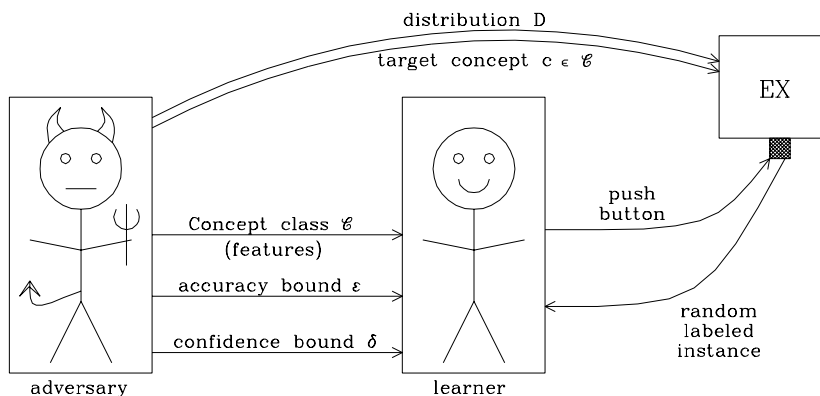 distribution D
target concept c ϵ 𝒞
EX
push
button
Concept class 𝒞
(features)
accuracy bound ε
confidence bound δ
random
labeled
instance
adversary
learner